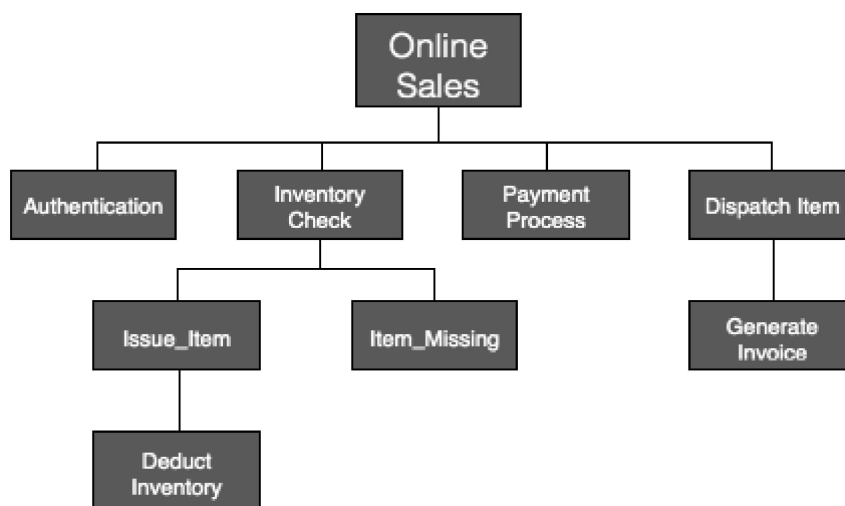 Online
Sales
Authentication
Inventory
Check
Payment
Process
Dispatch Item
Issue_Item
Item_Missing
Generate
Invoice
Deduct
Inventory